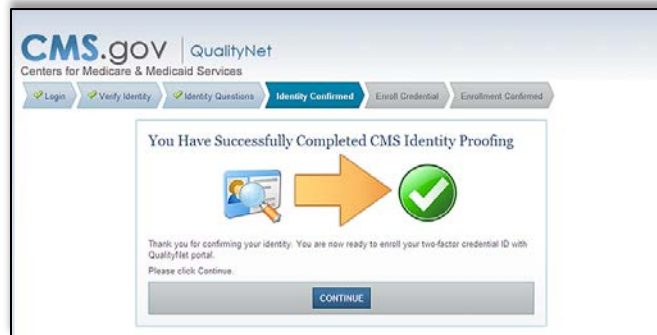 CMS.gov | QualityNet
Centers for Medicare & Medicaid Services
Login Verify Identity Identity Questions Identity Confirmed Enroll Credential Enrollment Confirmed
You Have Successfully Completed CMS Identity Proofing
Thank you for confirming your identity. You are now ready to enroll your two-factor credential ID with
QualityNet portal.
Please click Continue.
CONTINUE